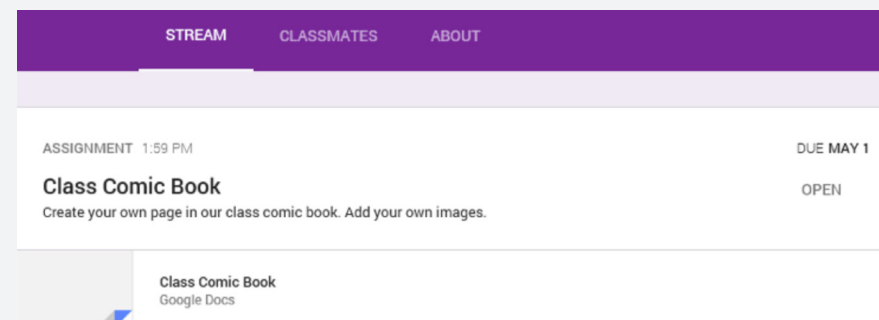 STREAM CLASSMATES ABOUT
ASSIGNMENT 1:59 PM DUE MAY 1
Class Comic Book OPEN
Create your own page in our class comic book. Add your own images.
Class Comic Book
Google Docs